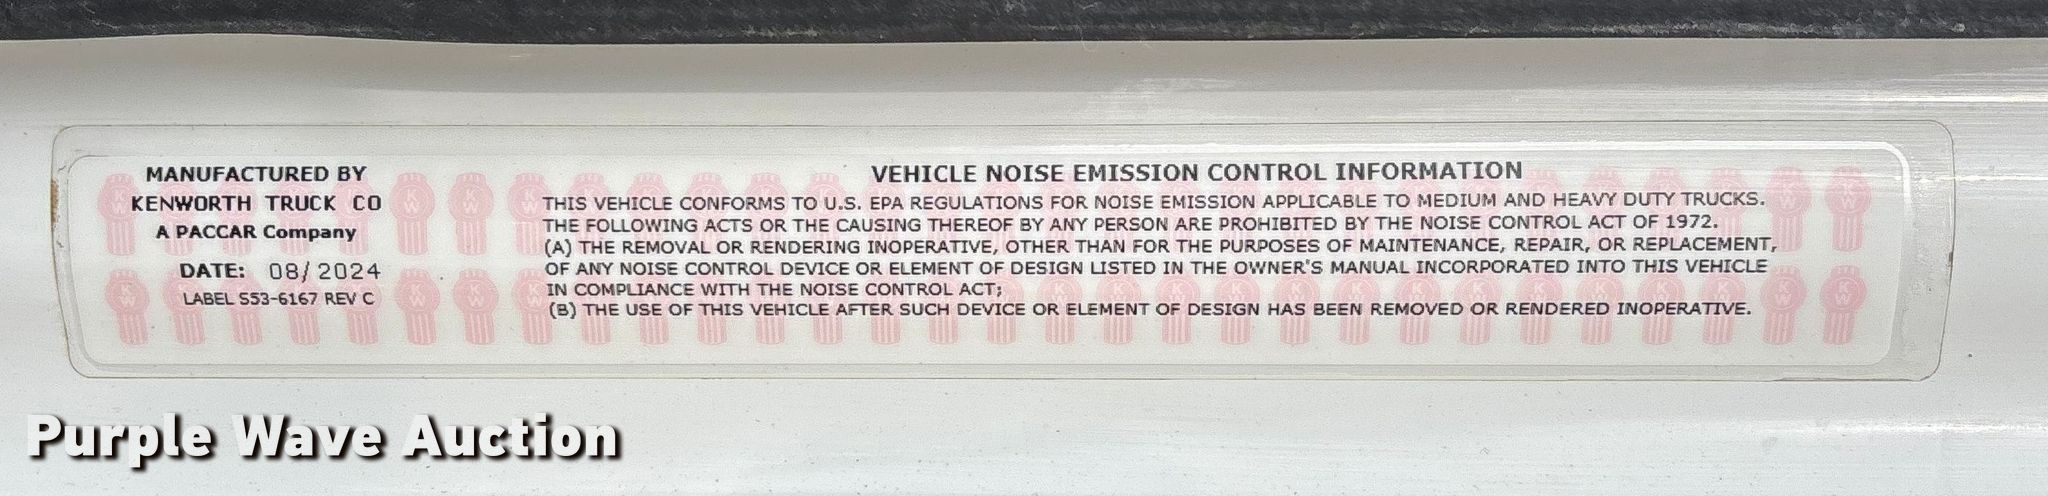 MANUFACTURED BY
KENWORTH TRUCK CO
A PACCAR Company
DATE: 08/2024
LABEL S53-6167 REV C
VEHICLE NOISE EMISSION CONTROL INFORMATION
THIS VEHICLE CONFORMS TO U.S. EPA REGULATIONS FOR NOISE EMISSION APPLICABLE TO MEDIUM AND HEAVY DUTY TRUCKS.
THE FOLLOWING ACTS OR THE CAUSING THEREOF BY ANY PERSON ARE PROHIBITED BY THE NOISE CONTROL ACT OF 1972.
(A) THE REMOVAL OR RENDERING INOPERATIVE, OTHER THAN FOR THE PURPOSES OF MAINTENANCE, REPAIR, OR REPLACEMENT,
OF ANY NOISE CONTROL DEVICE OR ELEMENT OF DESIGN LISTED IN THE OWNER'S MANUAL INCORPORATED INTO THIS VEHICLE
IN COMPLIANCE WITH THE NOISE CONTROL ACT;
(B) THE USE OF THIS VEHICLE AFTER SUCH DEVICE OR ELEMENT OF DESIGN HAS BEEN REMOVED OR RENDERED INOPERATIVE.
Purple Wave Auction